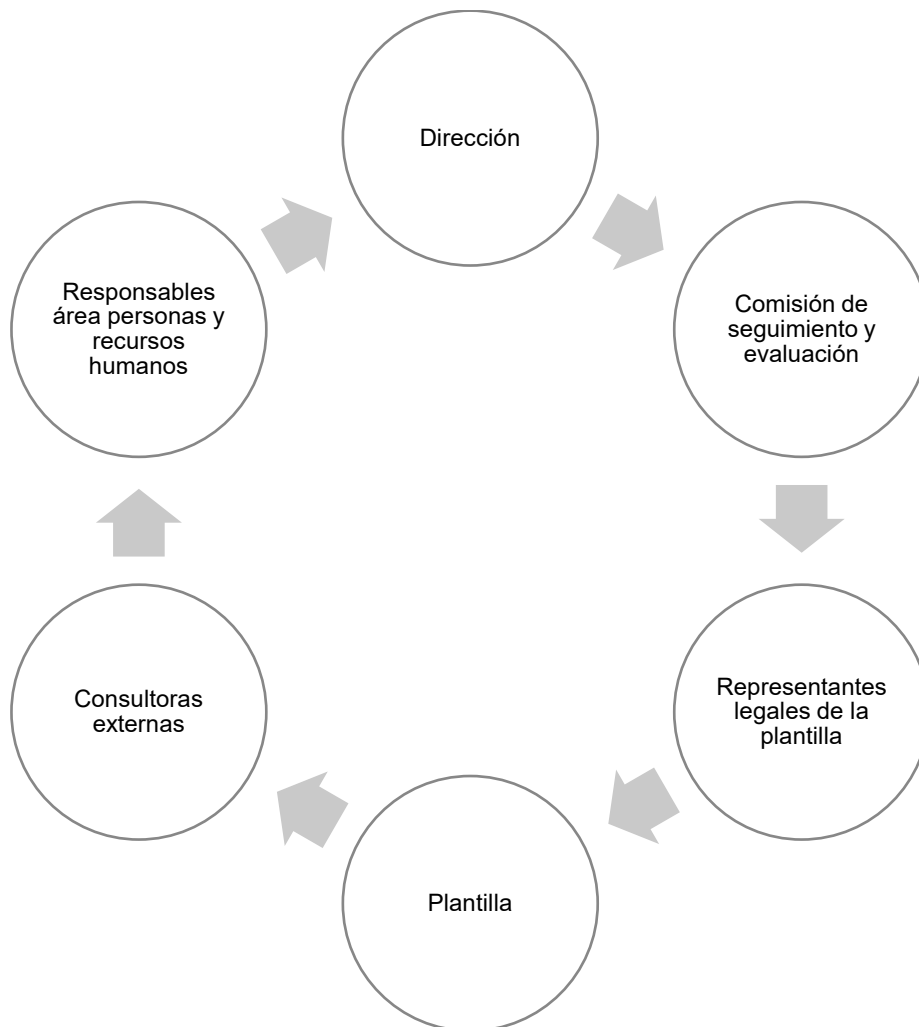 Dirección
Comisión de
seguimiento y
evaluación
Representantes
legales de la
plantilla
Plantilla
Consultoras
externas
Responsables
área personas y
recursos
humanos